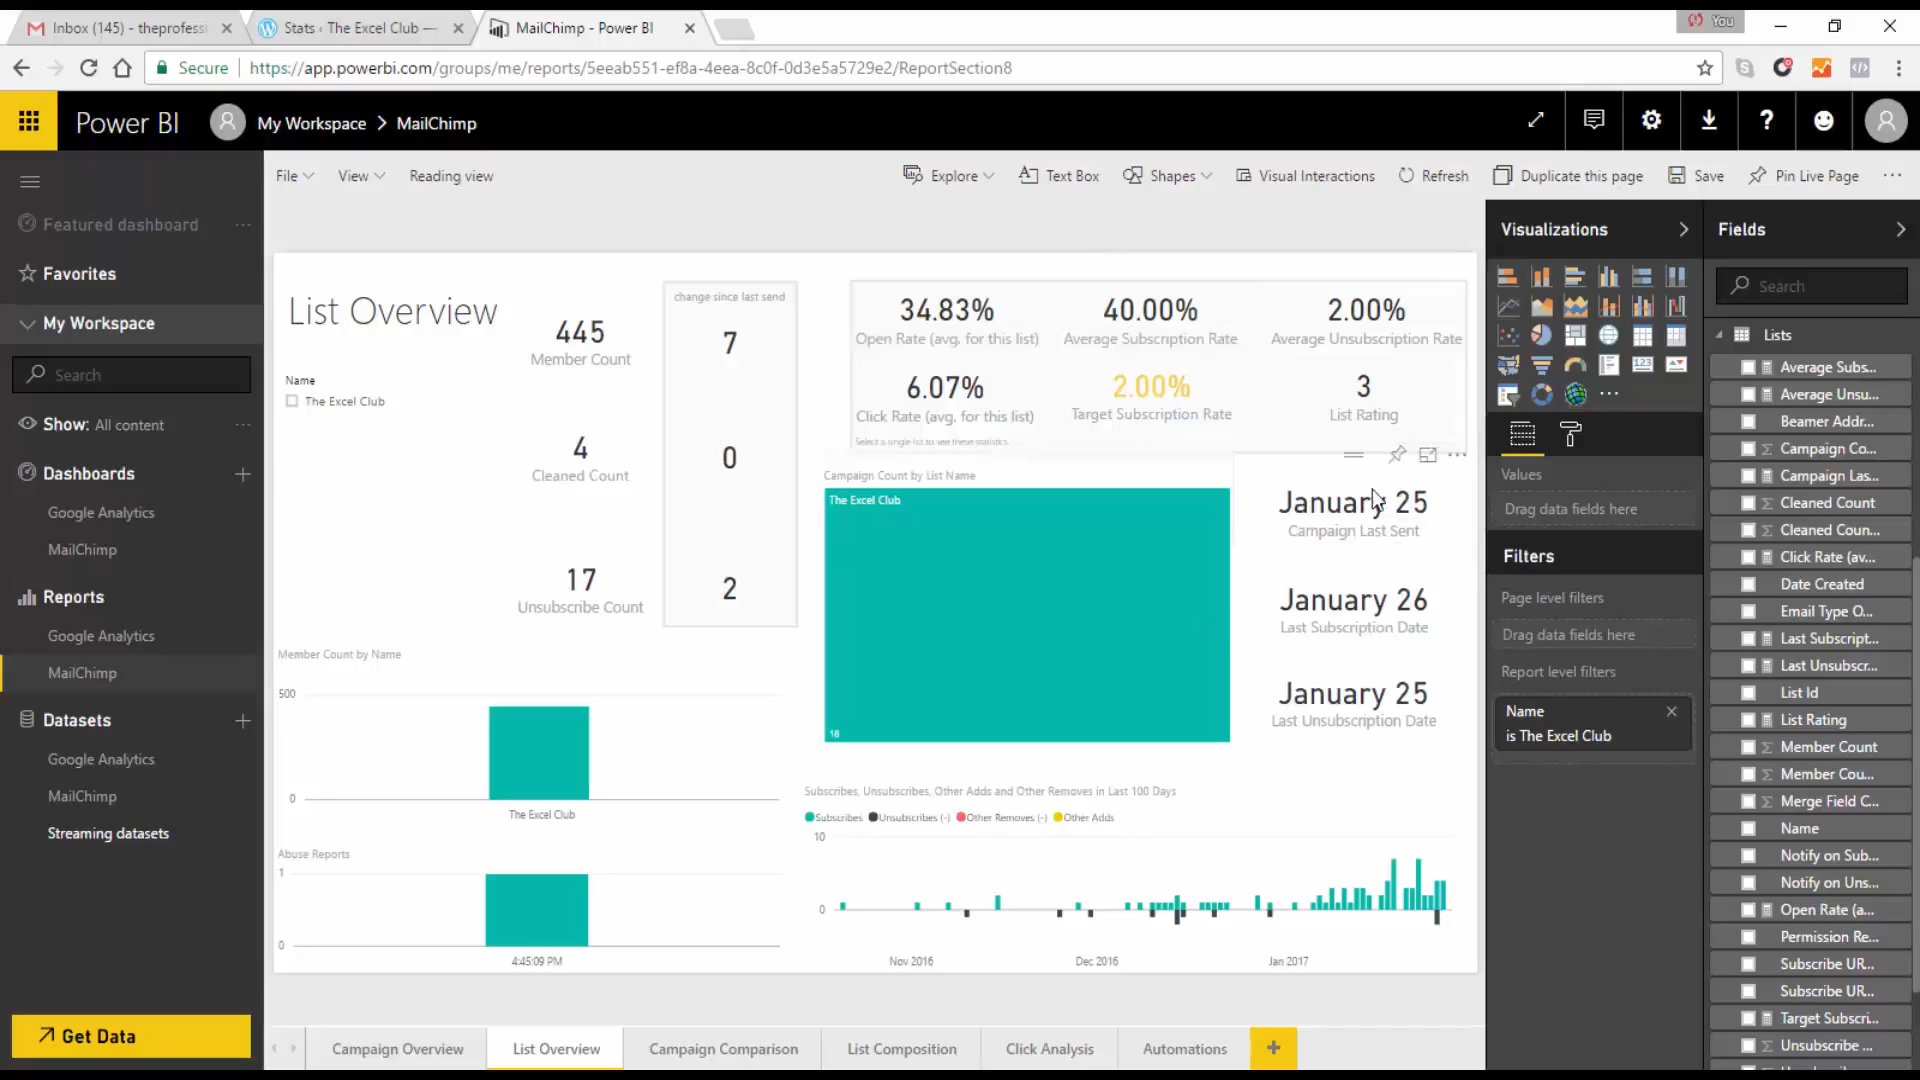 Inbox (145) - theprofessi
Stats ‹ The Excel Club —
MailChimp - Power BI
You
Secure
https://app.powerbi.com/groups/me/reports/5eeab551-ef8a-4eea-8c0f-0d3e5a5729e2/ReportSection8
Power BI
My Workspace > MailChimp
File
View
Reading view
Explore
Text Box
Shapes
Visual Interactions
Refresh
Duplicate this page
Save
Pin Live Page
Featured dashboard
Favorites
My Workspace
Search
Show: All content
Dashboards
Google Analytics
MailChimp
Reports
Google Analytics
MailChimp
Datasets
Google Analytics
MailChimp
Streaming datasets
Get Data
List Overview
Name
The Excel Club
445
Member Count
4
Cleaned Count
17
Unsubscribe Count
change since last send
7
0
2
34.83%
Open Rate (avg. for this list)
40.00%
Average Subscription Rate
2.00%
Average Unsubscription Rate
6.07%
Click Rate (avg. for this list)
2.00%
Target Subscription Rate
3
List Rating
Select a single list to see these statistics.
Campaign Count by List Name
The Excel Club
18
January 25
Campaign Last Sent
January 26
Last Subscription Date
January 25
Last Unsubscription Date
Member Count by Name
500
0
The Excel Club
Abuse Reports
1
0
4:45:09 PM
Subscribes, Unsubscribes, Other Adds and Other Removes in Last 100 Days
Subscribes
Unsubscribes (-)
Other Removes (-)
Other Adds
10
0
Nov 2016
Dec 2016
Jan 2017
Campaign Overview
List Overview
Campaign Comparison
List Composition
Click Analysis
Automations
Visualizations
Values
Drag data fields here
Filters
Page level filters
Drag data fields here
Report level filters
Name
is The Excel Club
Fields
Search
Lists
Average Subs...
Average Unsu...
Beamer Addr...
Campaign Co...
Campaign Las...
Cleaned Count
Cleaned Coun...
Click Rate (av...
Date Created
Email Type O...
Last Subscript...
Last Unsubscr...
List Id
List Rating
Member Count
Member Cou...
Merge Field C...
Name
Notify on Sub...
Notify on Uns...
Open Rate (a...
Permission Re...
Subscribe UR...
Subscribe UR...
Target Subscri...
Unsubscribe ...